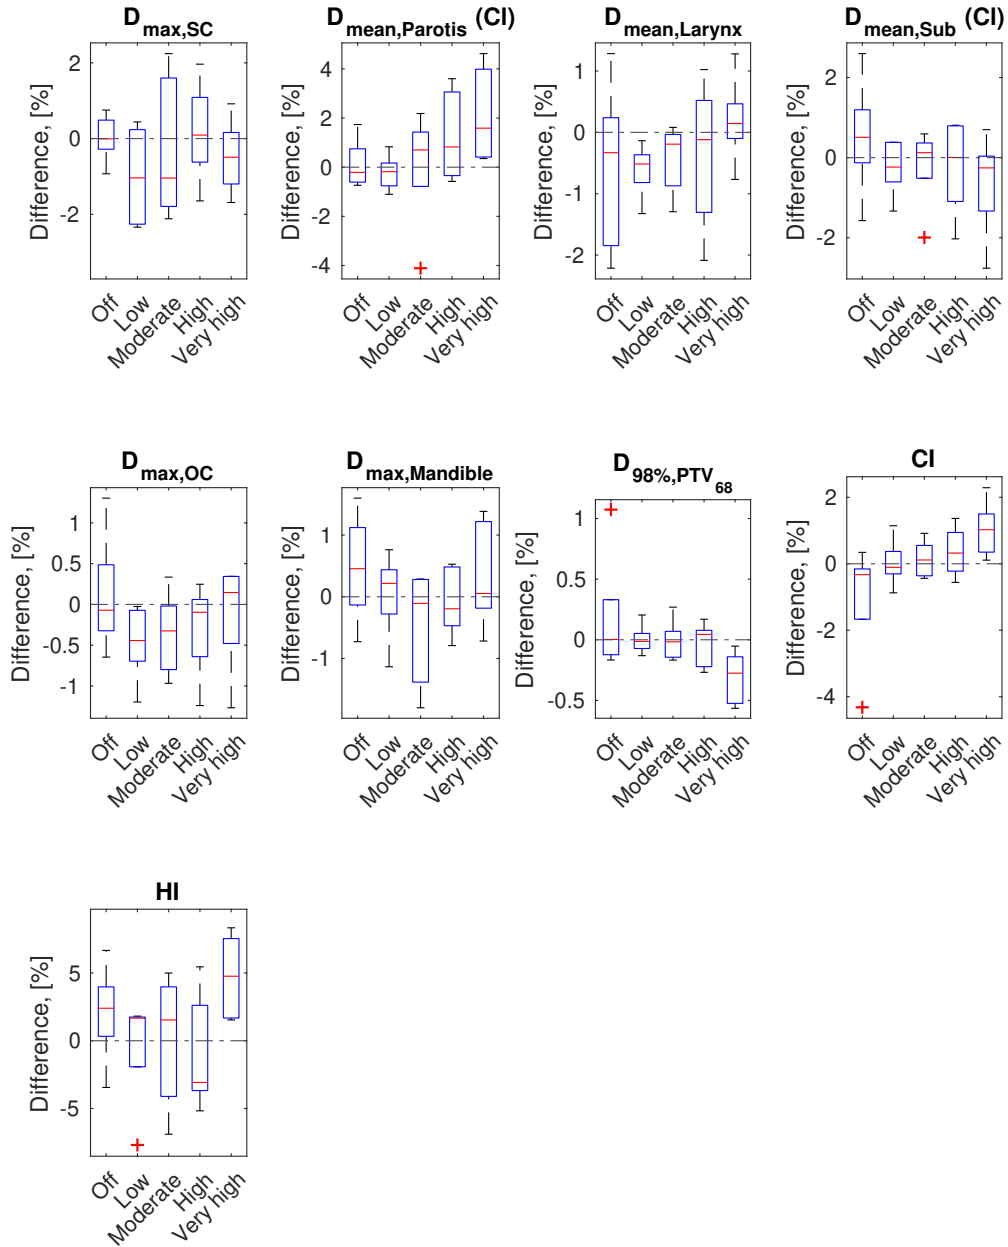 D max,SC
Difference, [%]
2
0
-2
Off
Low
Moderate
High
Very high
D mean,Parotis (Cl)
Difference, [%]
4
2
0
-2
-4
Off
Low
Moderate
High
Very high
D mean,Larynx
Difference, [%]
1
0
-1
-2
Off
Low
Moderate
High
Very high
D mean,Sub (Cl)
Difference, [%]
2
0
-2
Off
Low
Moderate
High
Very high
D max,OC
Difference, [%]
1
0.5
0
-0.5
-1
Off
Low
Moderate
High
Very high
D max,Mandible
Difference, [%]
1
0
-1
Off
Low
Moderate
High
Very high
D 98%,PTV 68
Difference, [%]
1
0.5
0
-0.5
Off
Low
Moderate
High
Very high
CI
Difference, [%]
2
0
-2
-4
Off
Low
Moderate
High
Very high
HI
Difference, [%]
5
0
-5
Off
Low
Moderate
High
Very high